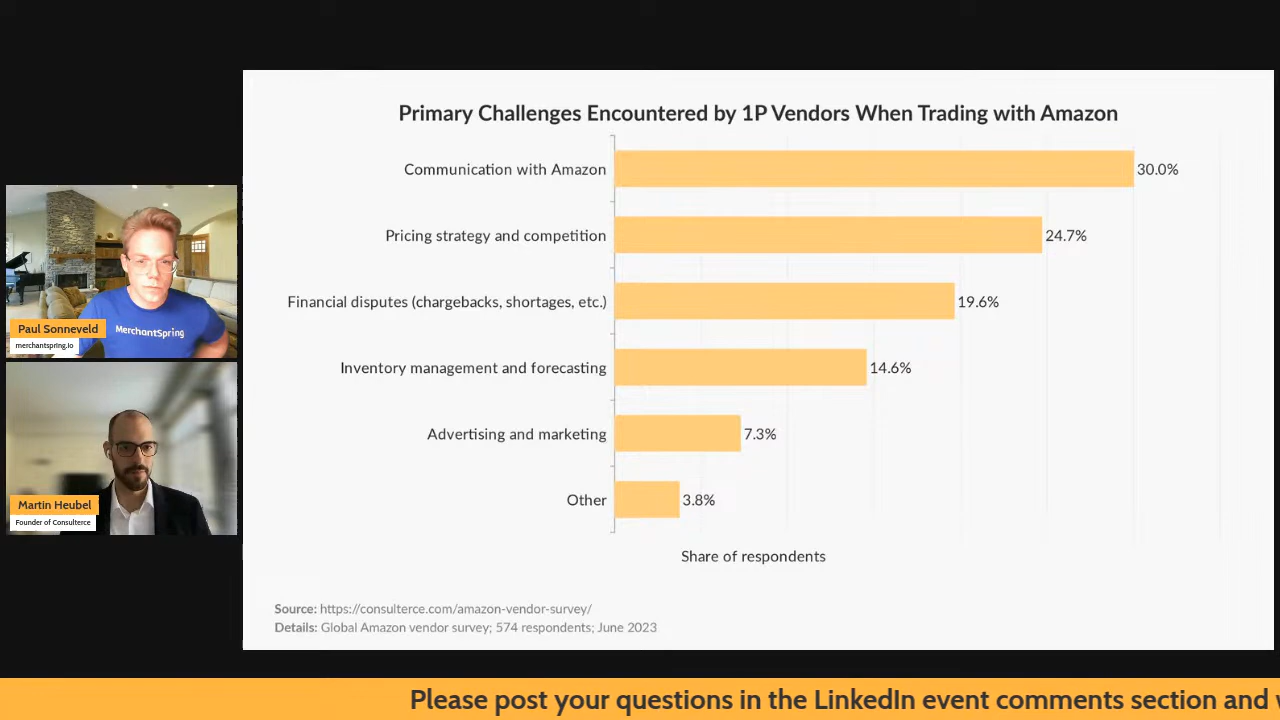 Primary Challenges Encountered by 1P Vendors When Trading with Amazon
Communication with Amazon 30.0%
Pricing strategy and competition 24.7%
Financial disputes (chargebacks, shortages, etc.) 19.6%
Inventory management and forecasting 14.6%
Advertising and marketing 7.3%
Other 3.8%
Share of respondents
Source: https://consulterce.com/amazon-vendor-survey/
Details: Global Amazon vendor survey; 574 respondents; June 2023
MerchantSpring
Paul Sonneveld
merchantspring.io
Martin Heubel
Founder of Consulterce
Please post your questions in the LinkedIn event comments section and